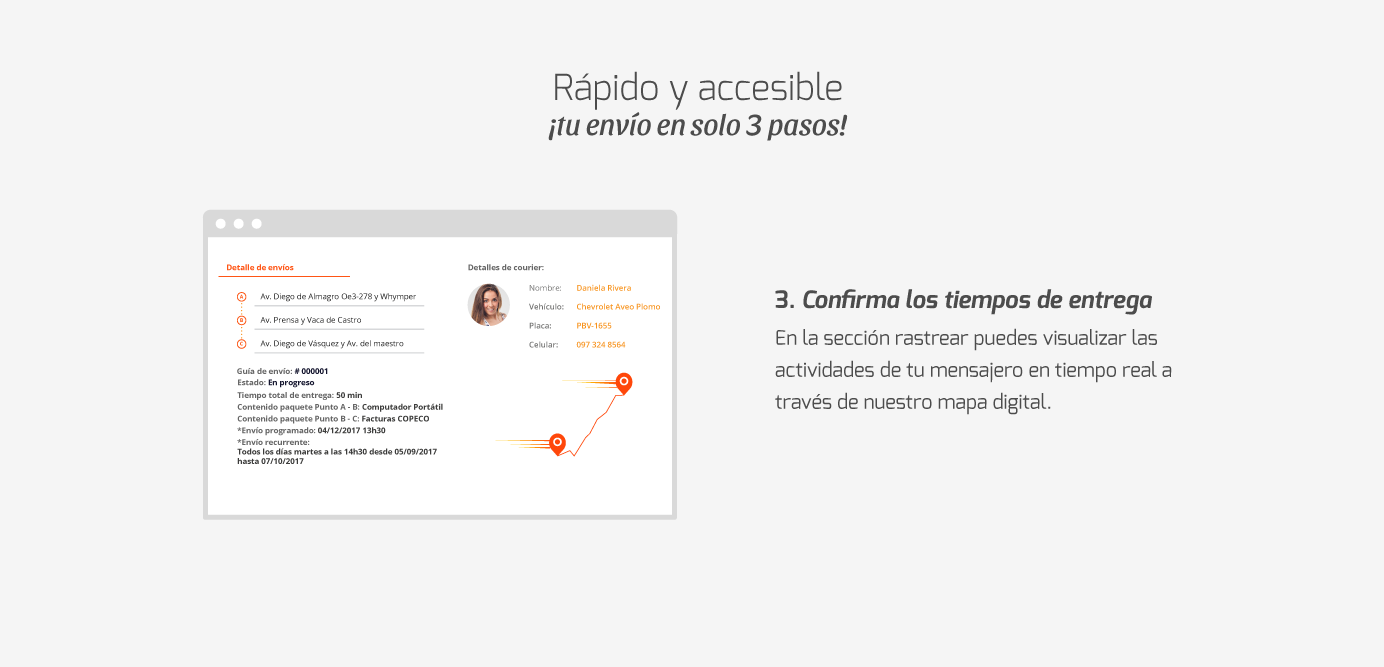 Rápido y accesible
¡tu envío en solo 3 pasos!
Detalle de envíos
A Av. Diego de Almagro Oe3-278 y Whymper
B Av. Prensa y Vaca de Castro
C Av. Diego de Vásquez y Av. del maestro
Guía de envío: # 000001
Estado: En progreso
Tiempo total de entrega: 50 min
Contenido paquete Punto A - B: Computador Portátil
Contenido paquete Punto B - C: Facturas COPECO
*Envío programado: 04/12/2017 13h30
*Envío recurrente:
Todos los días martes a las 14h30 desde 05/09/2017
hasta 07/10/2017
Detalles de courier:
Nombre: Daniela Rivera
Vehículo: Chevrolet Aveo Plomo
Placa: PBV-1655
Celular: 097 324 8564
3. Confirma los tiempos de entrega
En la sección rastrear puedes visualizar las
actividades de tu mensajero en tiempo real a
través de nuestro mapa digital.